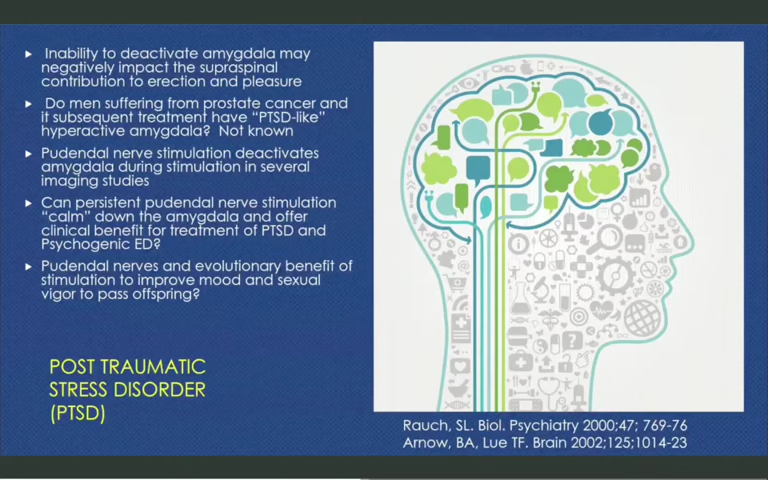 Inability to deactivate amygdala may
negatively impact the supraspinal
contribution to erection and pleasure
Do men suffering from prostate cancer and
it subsequent treatment have “PTSD-like”
hyperactive amygdala? Not known
Pudendal nerve stimulation deactivates
amygdala during stimulation in several
imaging studies
Can persistent pudendal nerve stimulation
“calm” down the amygdala and offer
clinical benefit for treatment of PTSD and
Psychogenic ED?
Pudendal nerves and evolutionary benefit of
stimulation to improve mood and sexual
vigor to pass offspring?
POST TRAUMATIC
STRESS DISORDER
(PTSD)
Rauch, SL. Biol. Psychiatry 2000;47; 769-76
Arnow, BA, Lue TF. Brain 2002;125;1014-23